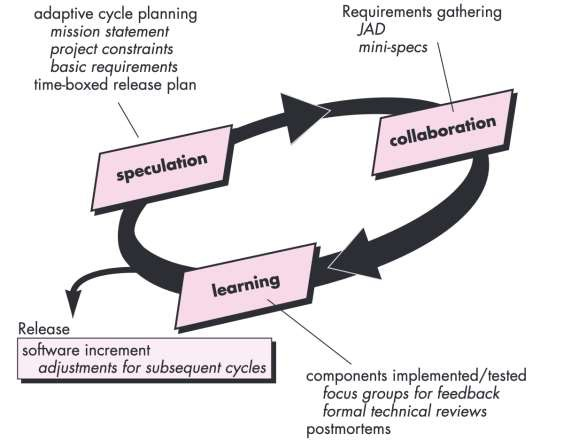 adaptive cycle planning
mission statement
project constraints
basic requirements
time-boxed release plan
Requirements gathering
JAD
mini-specs
speculation
collaboration
learning
Release
software increment
adjustments for subsequent cycles
components implemented/tested
focus groups for feedback
formal technical reviews
postmortems